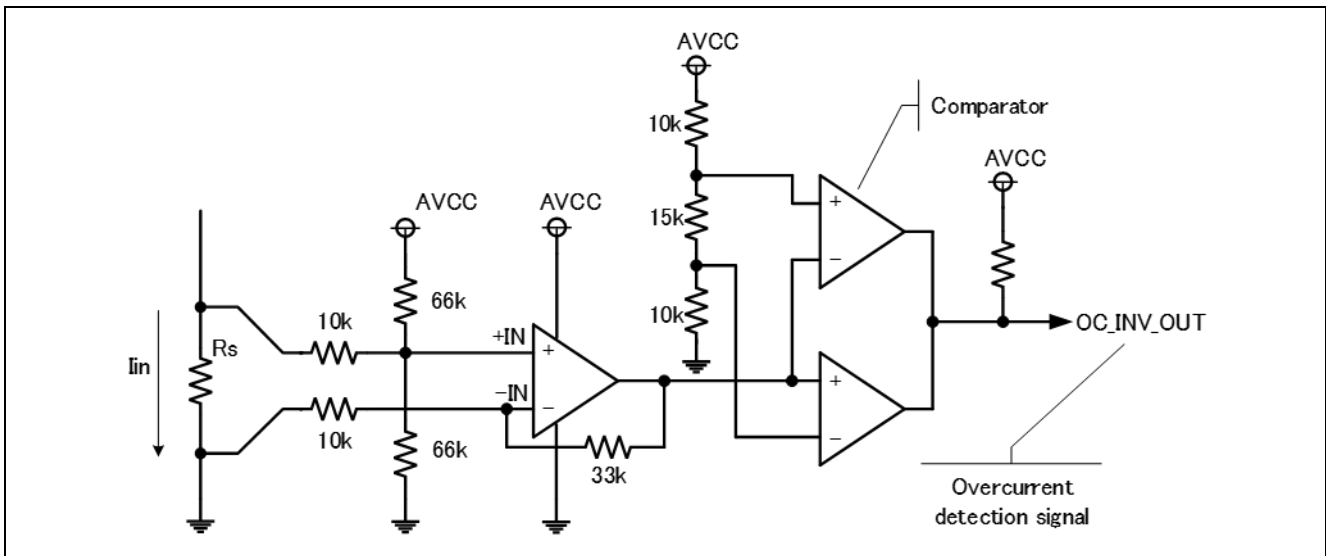 AVCC
Comparator
10k
AVCC
AVCC
AVCC
15k
66k
10k
+IN
10k
OC_INV_OUT
Iin
Rs
-IN
10k
66k
33k
Overcurrent
detection signal
+
-
+
-
+
-